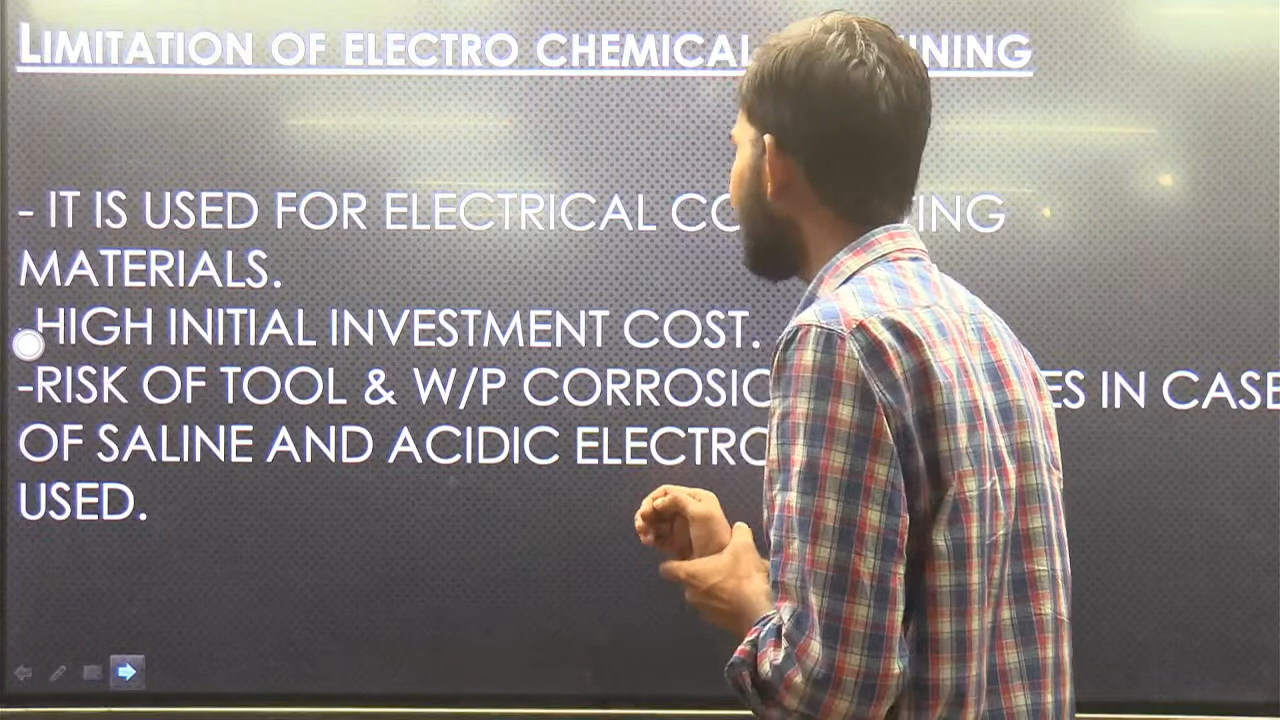 LIMITATION OF ELECTRO CHEMICAL
- IT IS USED FOR ELECTRICAL
MATERIALS.
-HIGH INITIAL INVESTMENT COST.
-RISK OF TOOL & W/P IN CASE
OF SALINE AND ACIDIC
USED.